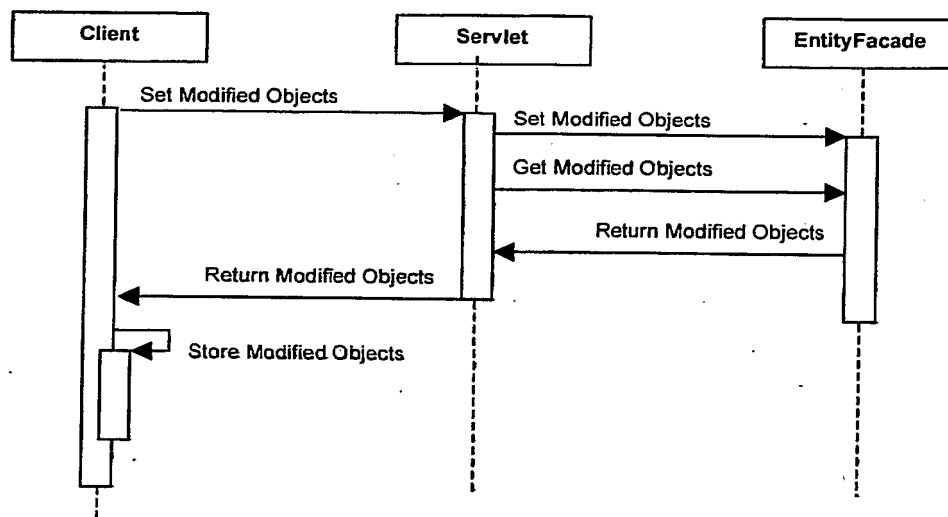 Client
Servlet
EntityFacade
Set Modified Objects
Set Modified Objects
Get Modified Objects
Return Modified Objects
Return Modified Objects
Store Modified Objects